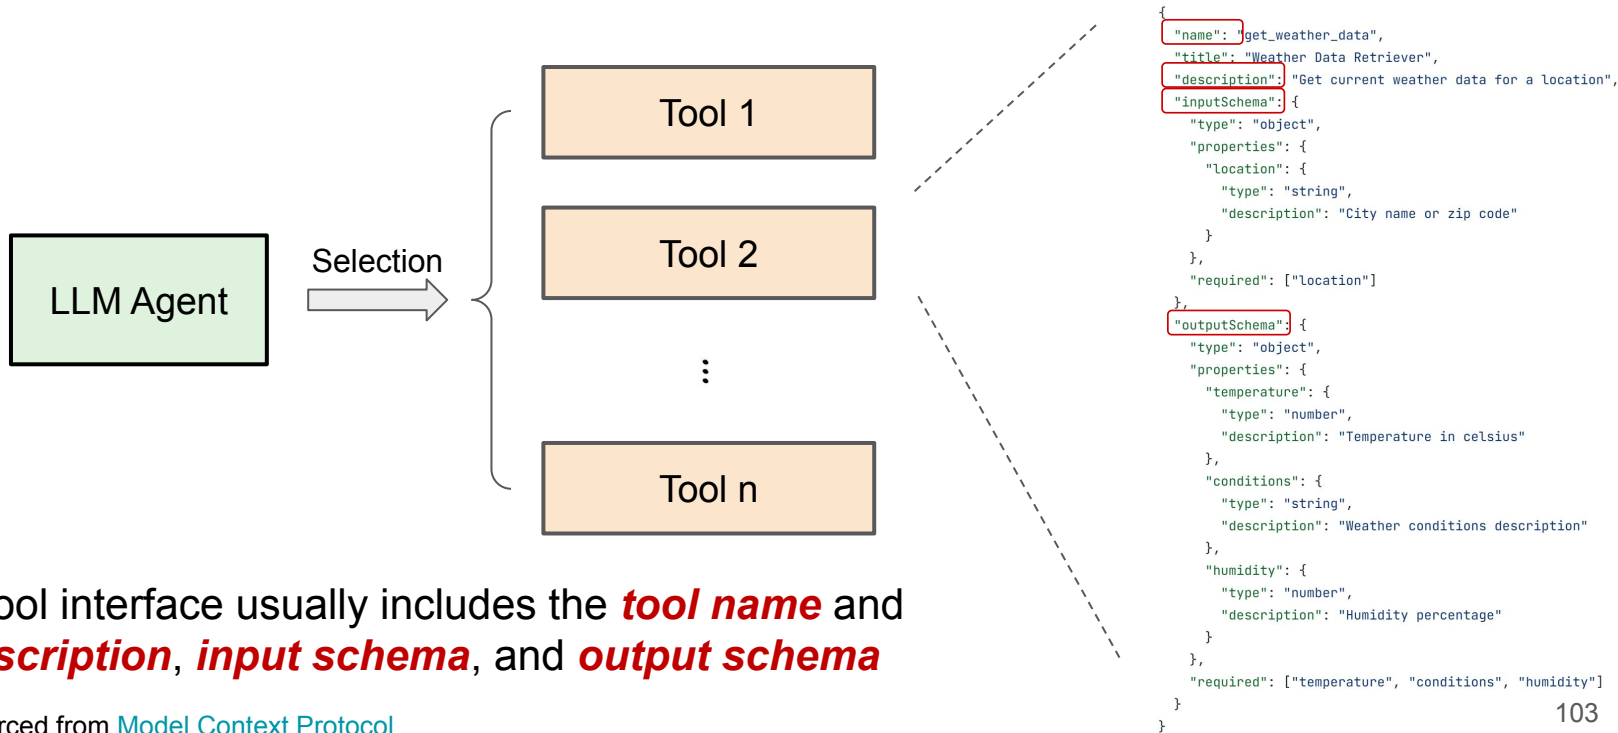 LLM Agent
Selection
Tool 1
Tool 2
...
Tool n
ool interface usually includes the tool name and
scription, input schema, and output schema
rced from Model Context Protocol
{
"name": "get_weather_data",
"title": "Weather Data Retriever",
"description": "Get current weather data for a location",
"inputSchema": {
"type": "object",
"properties": {
"location": {
"type": "string",
"description": "City name or zip code"
}
},
"required": ["location"]
},
"outputSchema": {
"type": "object",
"properties": {
"temperature": {
"type": "number",
"description": "Temperature in celsius"
},
"conditions": {
"type": "string",
"description": "Weather conditions description"
},
"humidity": {
"type": "number",
"description": "Humidity percentage"
}
},
"required": ["temperature", "conditions", "humidity"]
}
}
103